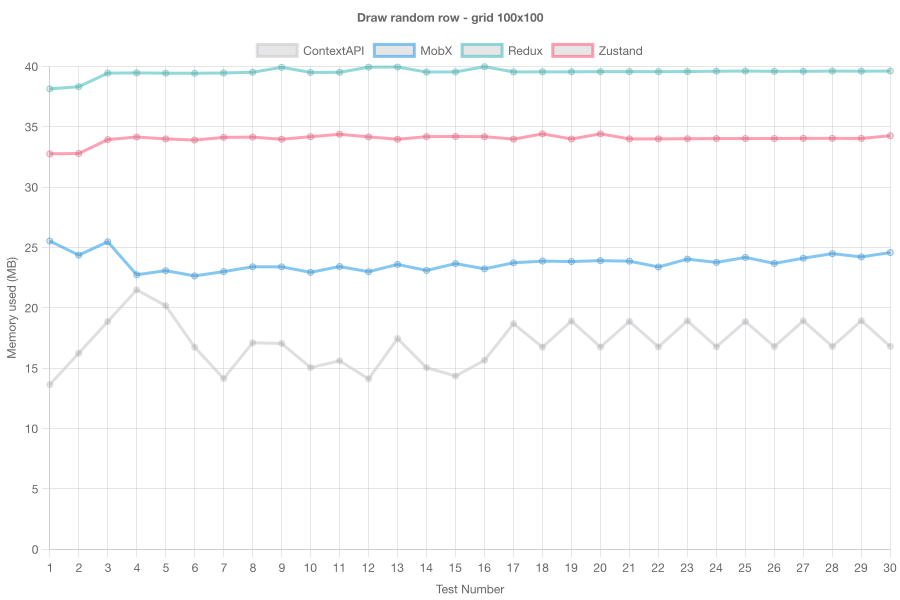 Draw random row - grid 100x100
ContextAPI MobX Redux Zustand
40
35
30
25
20
15
10
5
0
Memory used (MB)
1 2 3 4 5 6 7 8 9 10 11 12 13 14 15 16 17 18 19 20 21 22 23 24 25 26 27 28 29 30
Test Number